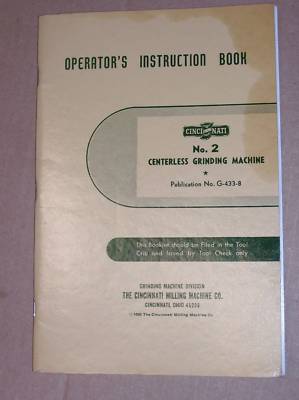 OPERATOR'S INSTRUCTION BOOK
CINCINNATI
No. 2
CENTERLESS GRINDING MACHINE
★
Publication No. G-433-8
This Booklet should be Filed in the Tool
Crib and Issued by Tool Check only
GRINDING MACHINE DIVISION
THE CINCINNATI MILLING MACHINE CO.
CINCINNATI, OHIO
The Cincinnati Milling Machine Co.